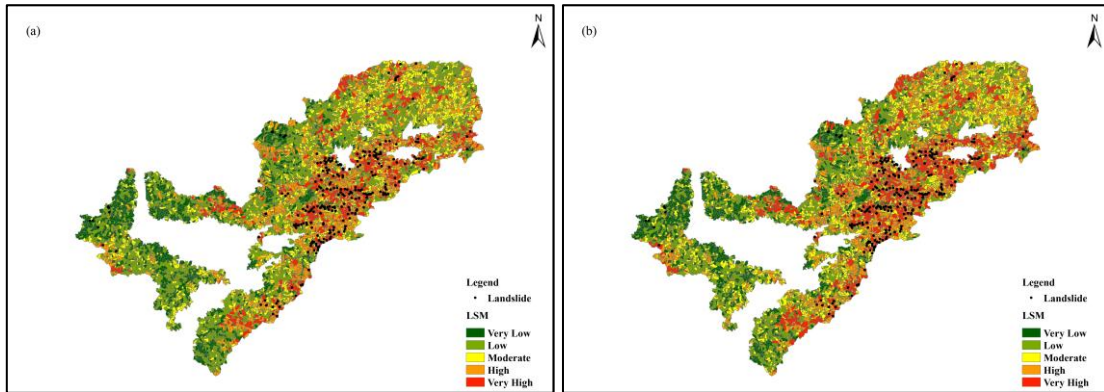 (a)
N
Legend
Landslide
LSM
Very Low
Low
Moderate
High
Very High
(b)
N
Legend
Landslide
LSM
Very Low
Low
Moderate
High
Very High